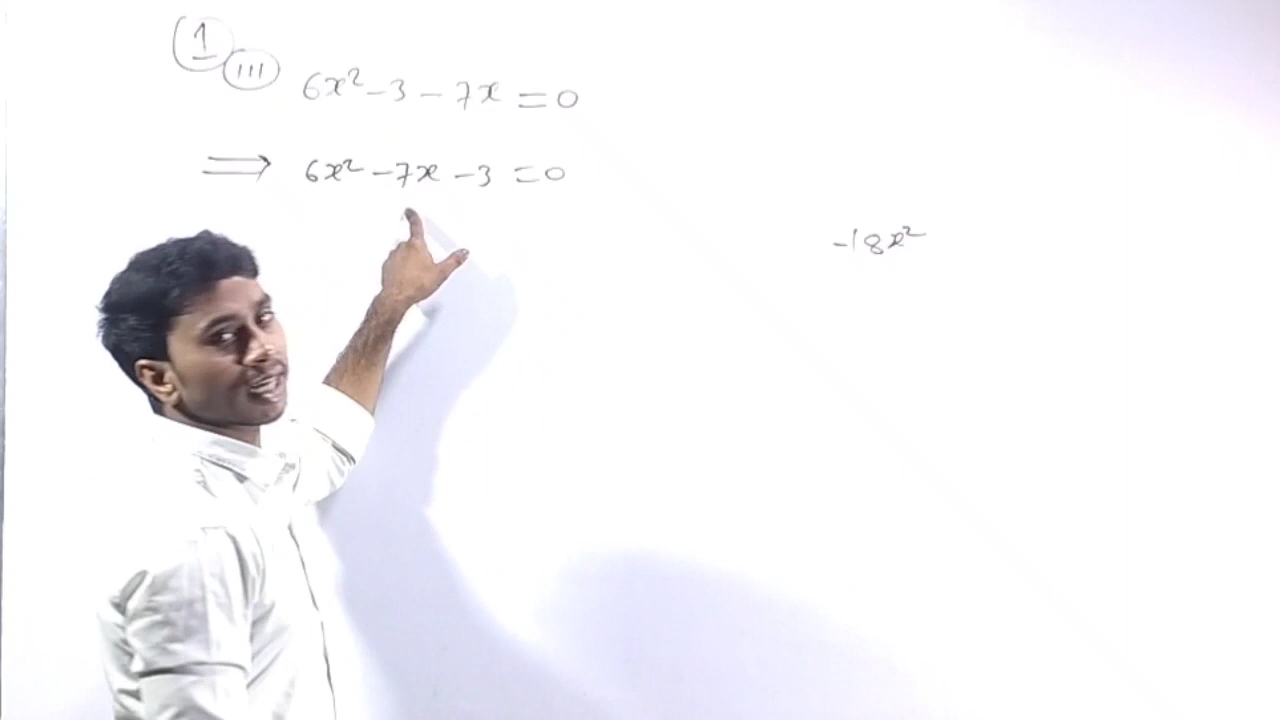 1
III
6x² - 3 - 7x = 0
⇒ 6x² - 7x - 3 = 0
-18x²